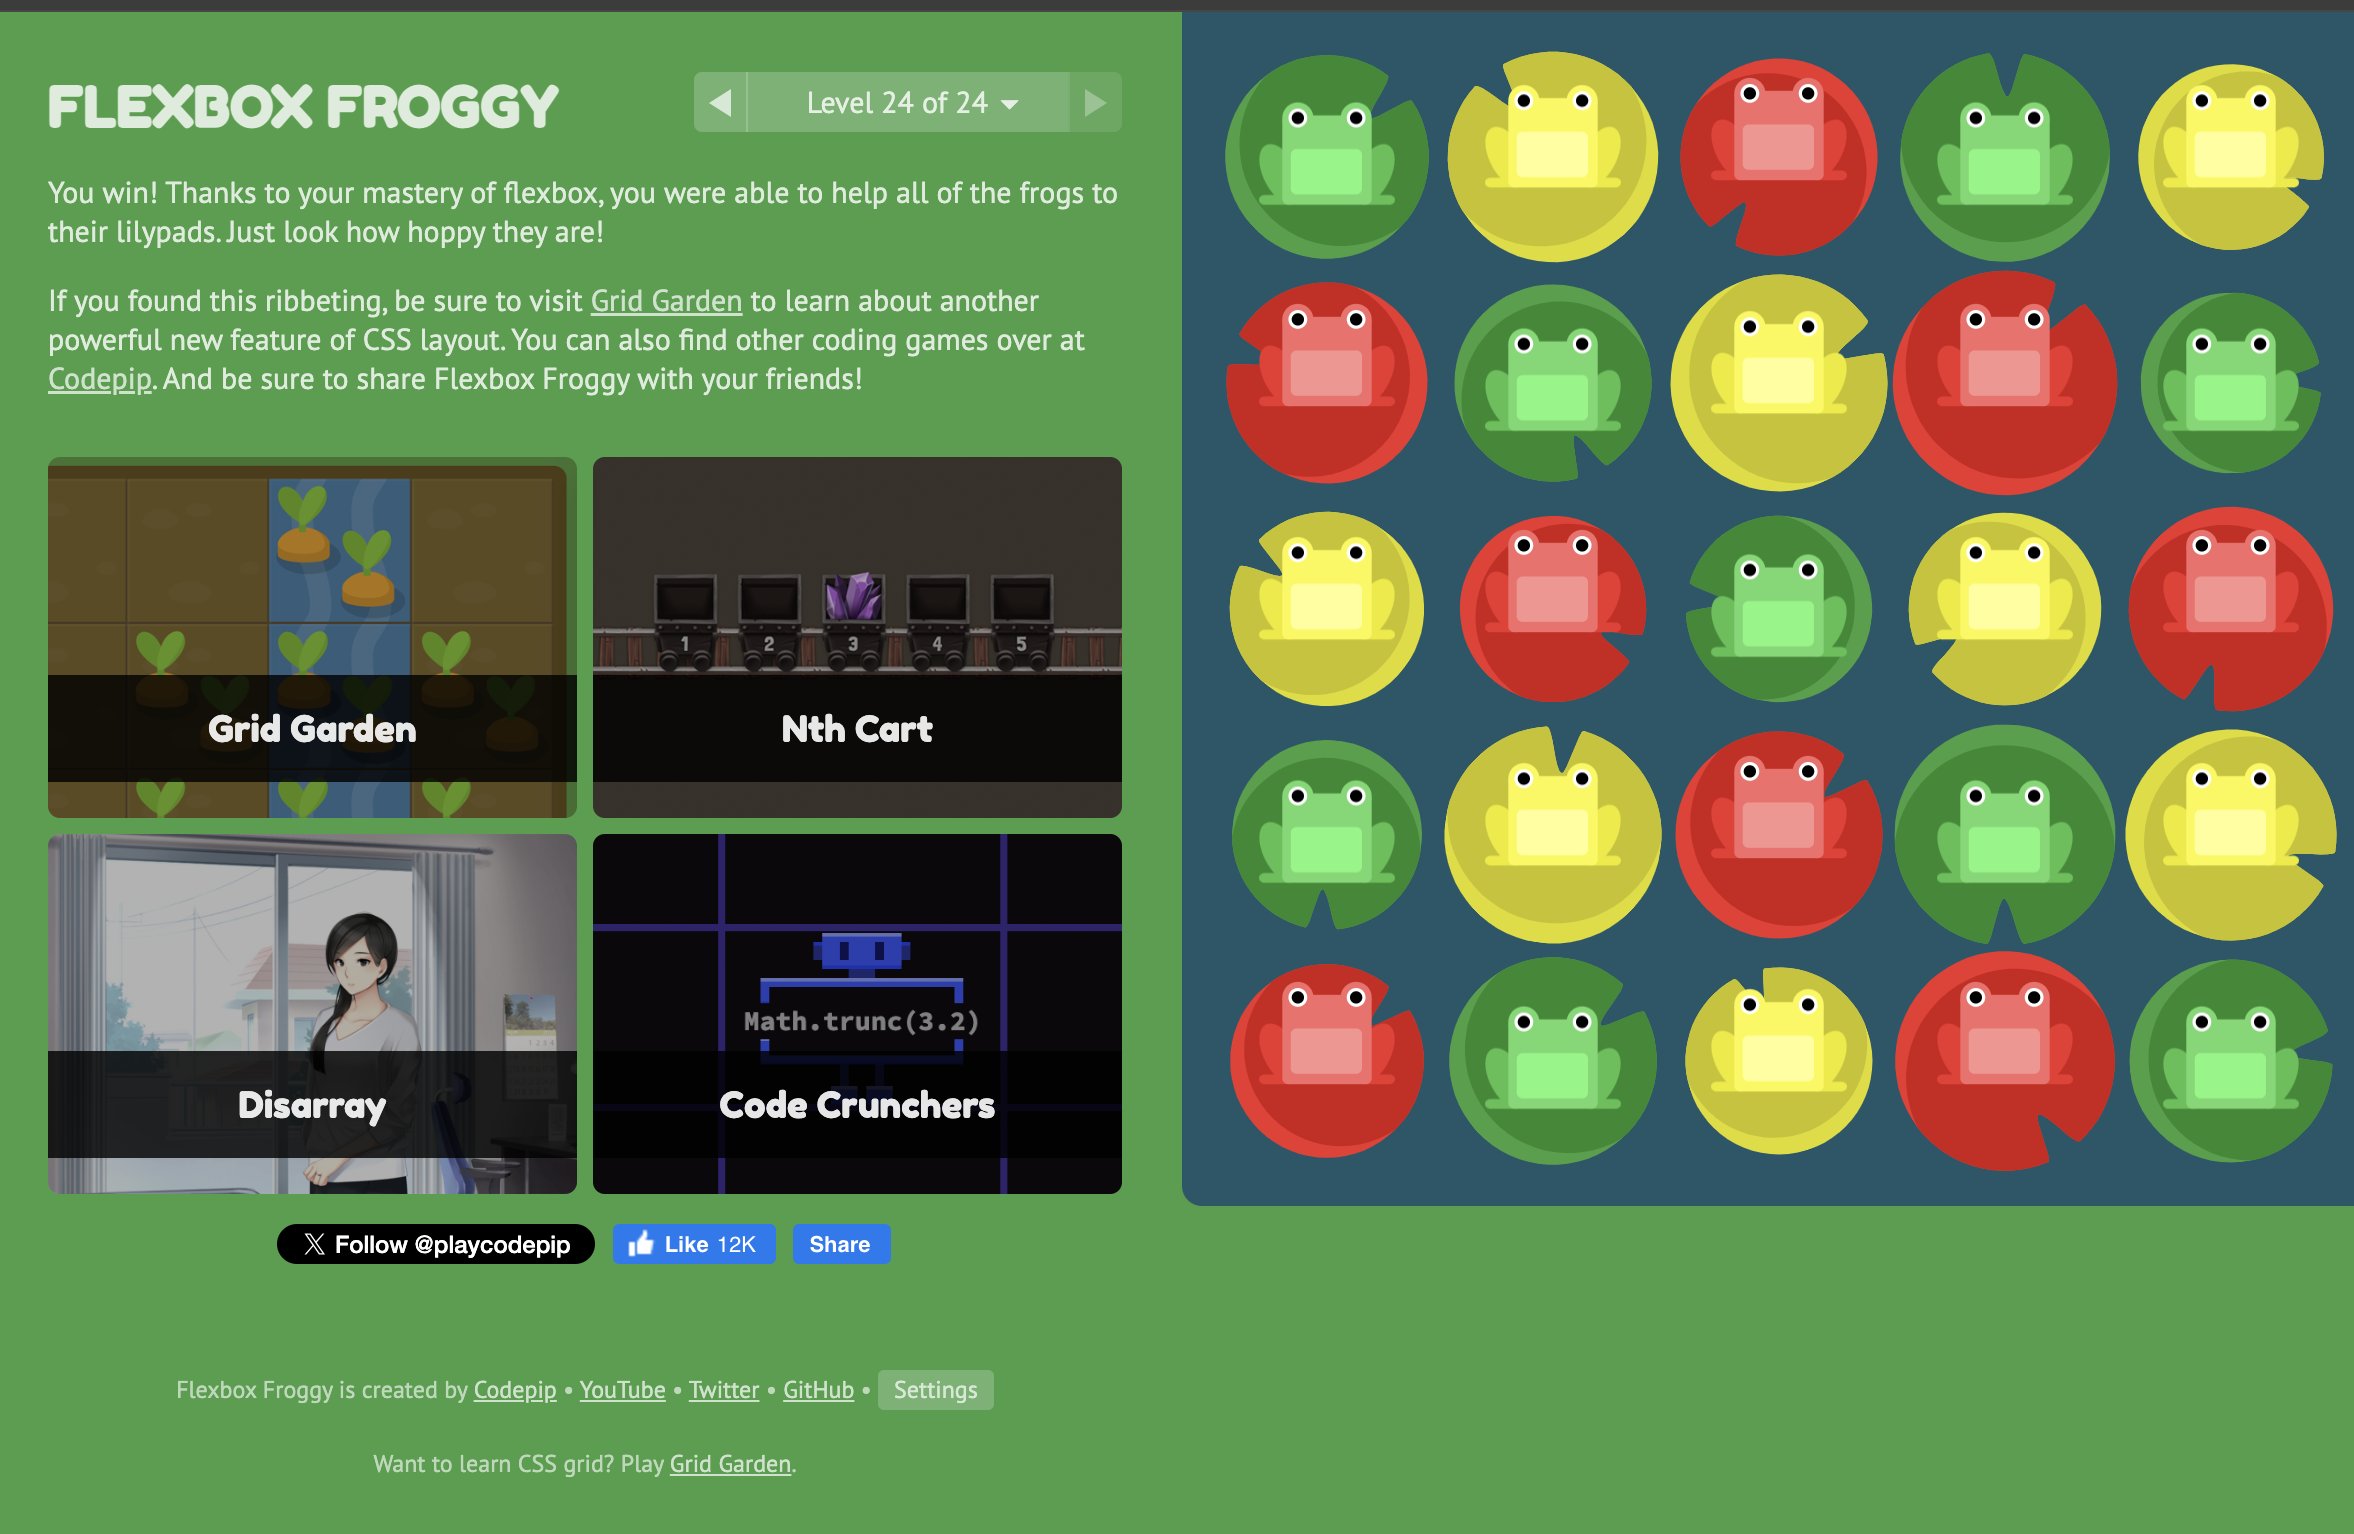 FLEXBOX FROGGY
Level 24 of 24
You win! Thanks to your mastery of flexbox, you were able to help all of the frogs to
their lilypads. Just look how hoppy they are!
If you found this ribbeting, be sure to visit Grid Garden to learn about another
powerful new feature of CSS layout. You can also find other coding games over at
Codepip. And be sure to share Flexbox Froggy with your friends!
Grid Garden
1 2 3 4 5
Nth Cart
Disarray
Math.trunc(3.2)
Code Crunchers
X Follow @playcodepip
Like 12K
Share
Flexbox Froggy is created by Codepip • YouTube • Twitter • GitHub • Settings
Want to learn CSS grid? Play Grid Garden.